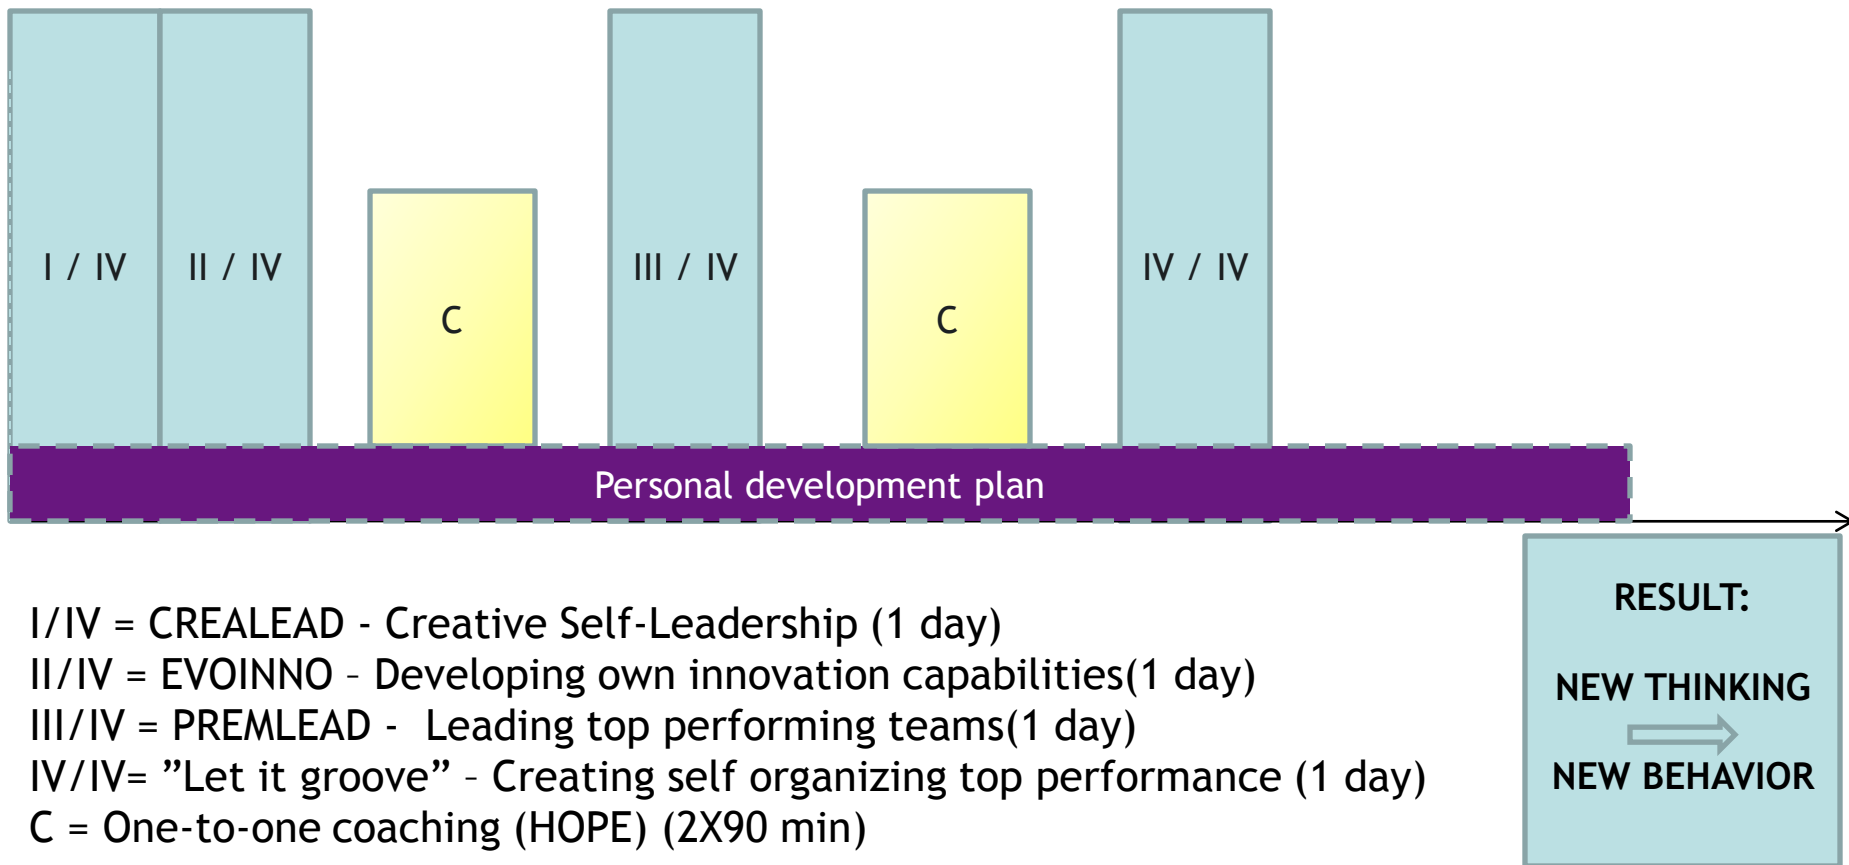 I / IV
II / IV
C
III / IV
C
IV / IV
Personal development plan
I/IV = CREALEAD - Creative Self-Leadership (1 day)
II/IV = EVOINNO – Developing own innovation capabilities(1 day)
III/IV = PREMLEAD - Leading top performing teams(1 day)
IV/IV= ”Let it groove” – Creating self organizing top performance (1 day)
C = One-to-one coaching (HOPE) (2X90 min)
RESULT:
NEW THINKING
NEW BEHAVIOR